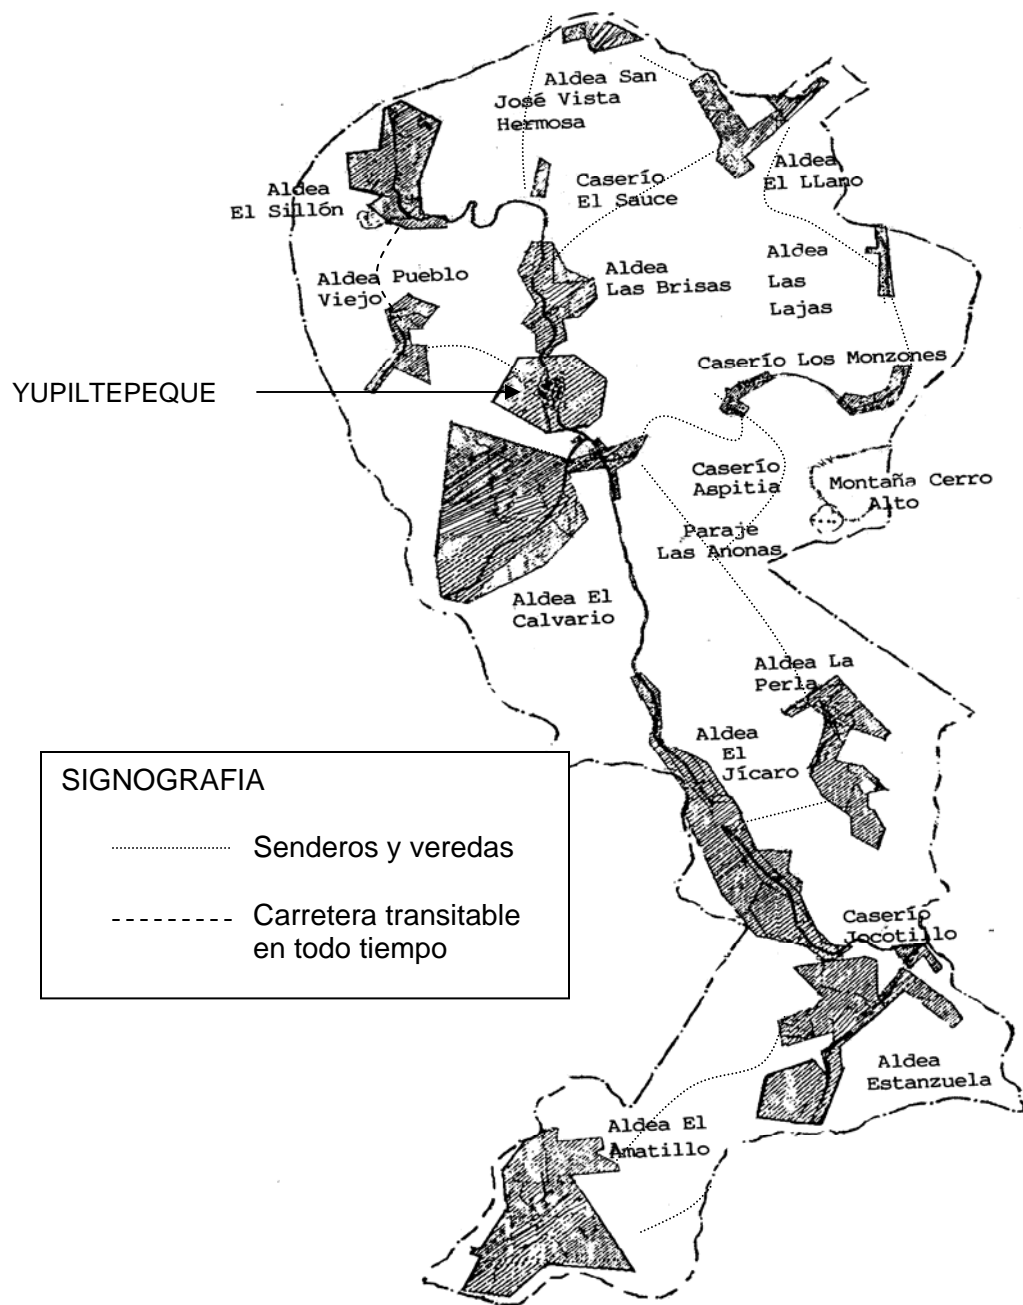 Aldea San
José Vista
Hermosa
Aldea
El Sillón
Caserío
El Sauce
Aldea
El LLano
Aldea Pueblo
Viejo
Aldea
Las Brisas
Aldea
Las
Lajas
Caserío Los Monzones
YUPILTEPEQUE
Caserío
Aspitia
Montaña Cerro
Alto
Paraje
Las Anonas
Aldea El
Calvario
Aldea La
Perla
Aldea
El
Jícaro
SIGNOGRAFIA
Senderos y veredas
Carretera transitable
en todo tiempo
Caserío
Jocotillo
Aldea
Estanzuela
Aldea El
Amatillo